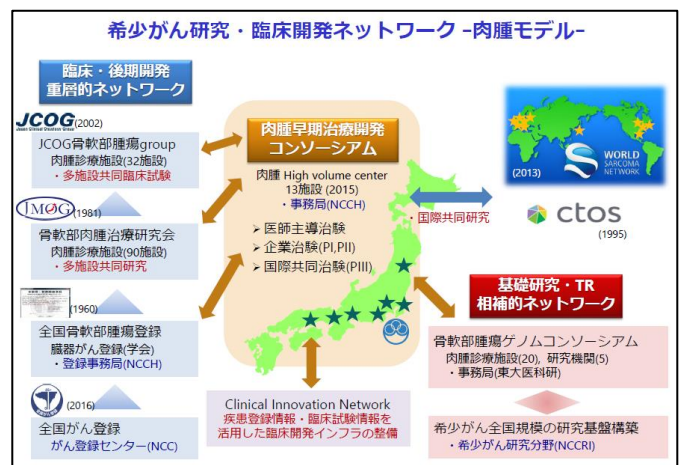 希少がん研究・臨床開発ネットワーク -肉腫モデル-
臨床・後期開発
重層的ネットワーク
JCOG (2002)
Japan Clinical Oncology Group
JCOG骨軟部腫瘍group
肉腫診療施設(32施設)
・多施設共同臨床試験
JMOG (1981)
骨軟部肉腫治療研究会
肉腫診療施設(90施設)
・多施設共同研究
(1960)
全国骨軟部腫瘍登録
臓器がん登録(学会)
・登録事務局(NCCH)
(2016)
全国がん登録
がん登録センター(NCC)
肉腫早期治療開発
コンソーシアム
肉腫 High volume center
13施設 (2015)
・事務局(NCCH)
➢ 医師主導治験
➢ 企業治験(PI,PII)
➢ 国際共同治験(PIII)
Clinical Innovation Network
疾患登録情報・臨床試験情報を
活用した臨床開発インフラの整備
・国際共同研究
(2013)
WORLD
SARCOMA
NETWORK
ctos
(1995)
基礎研究・TR
相補的ネットワーク
骨軟部腫瘍ゲノムコンソーシアム
肉腫診療施設(20), 研究機関(5)
・事務局(東大医科研)
希少がん全国規模の研究基盤構築
・希少がん研究分野(NCCRI)